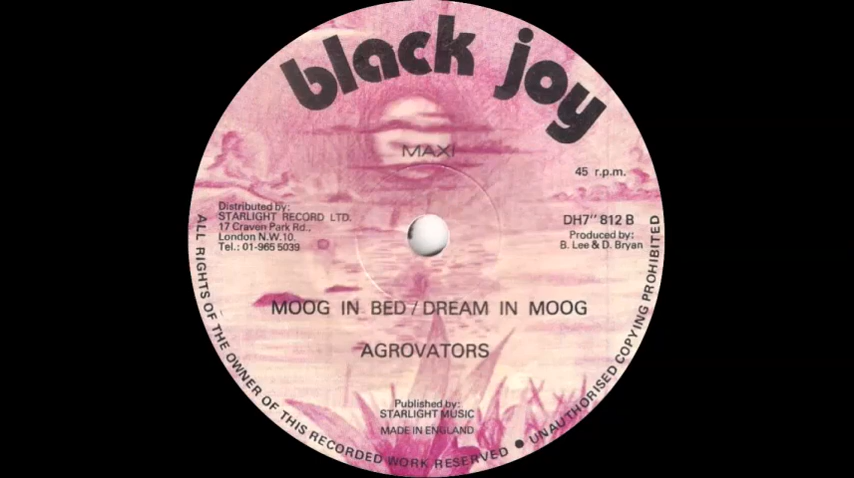 black joy
MAXI
45 r.p.m.
Distributed by:
STARLIGHT RECORD LTD.
17 Craven Park Rd.,
London N.W.10.
Tel.: 01-965 5039
DH7" 812 B
Produced by:
B. Lee & D. Bryan
MOOG IN BED / DREAM IN MOOG
AGROVATORS
Published by:
STARLIGHT MUSIC
MADE IN ENGLAND
ALL RIGHTS OF THE OWNER OF THIS RECORDED WORK RESERVED ● UNAUTHORISED COPYING PROHIBITED